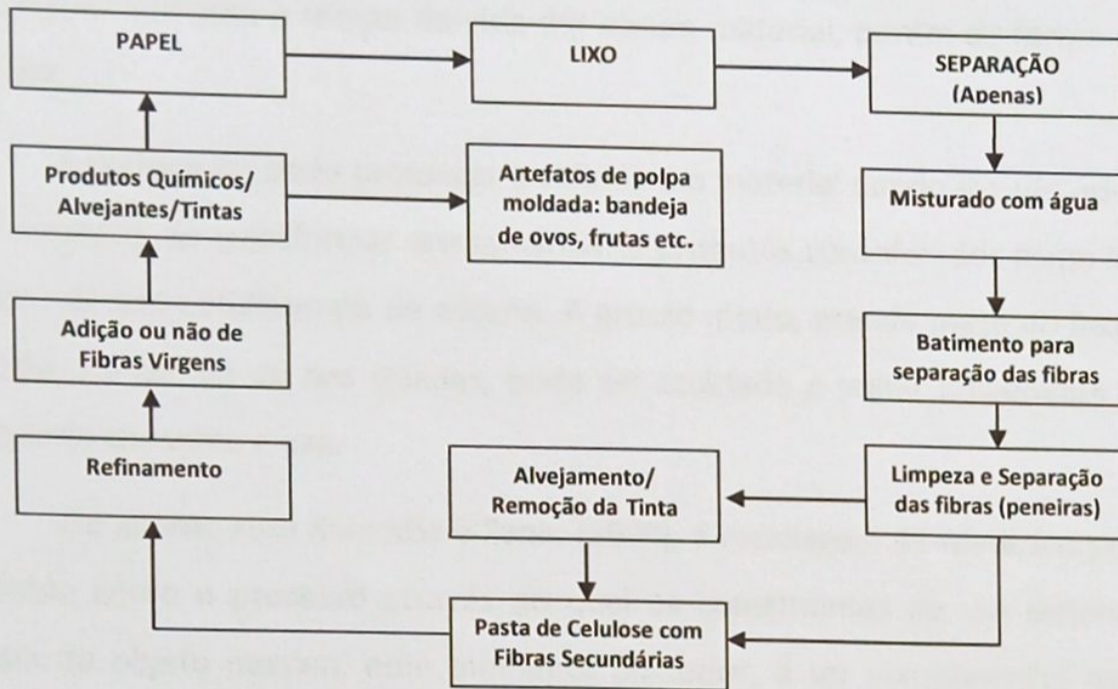 PAPEL
LIXO
SEPARAÇÃO
(Apenas)
Produtos Químicos/
Alvejantes/Tintas
Artefatos de polpa
moldada: bandeja
de ovos, frutas etc.
Misturado com água
Adição ou não de
Fibras Virgens
Batimento para
separação das fibras
Refinamento
Alvejamento/
Remoção da Tinta
Limpeza e Separação
das fibras (peneiras)
Pasta de Celulose com
Fibras Secundárias